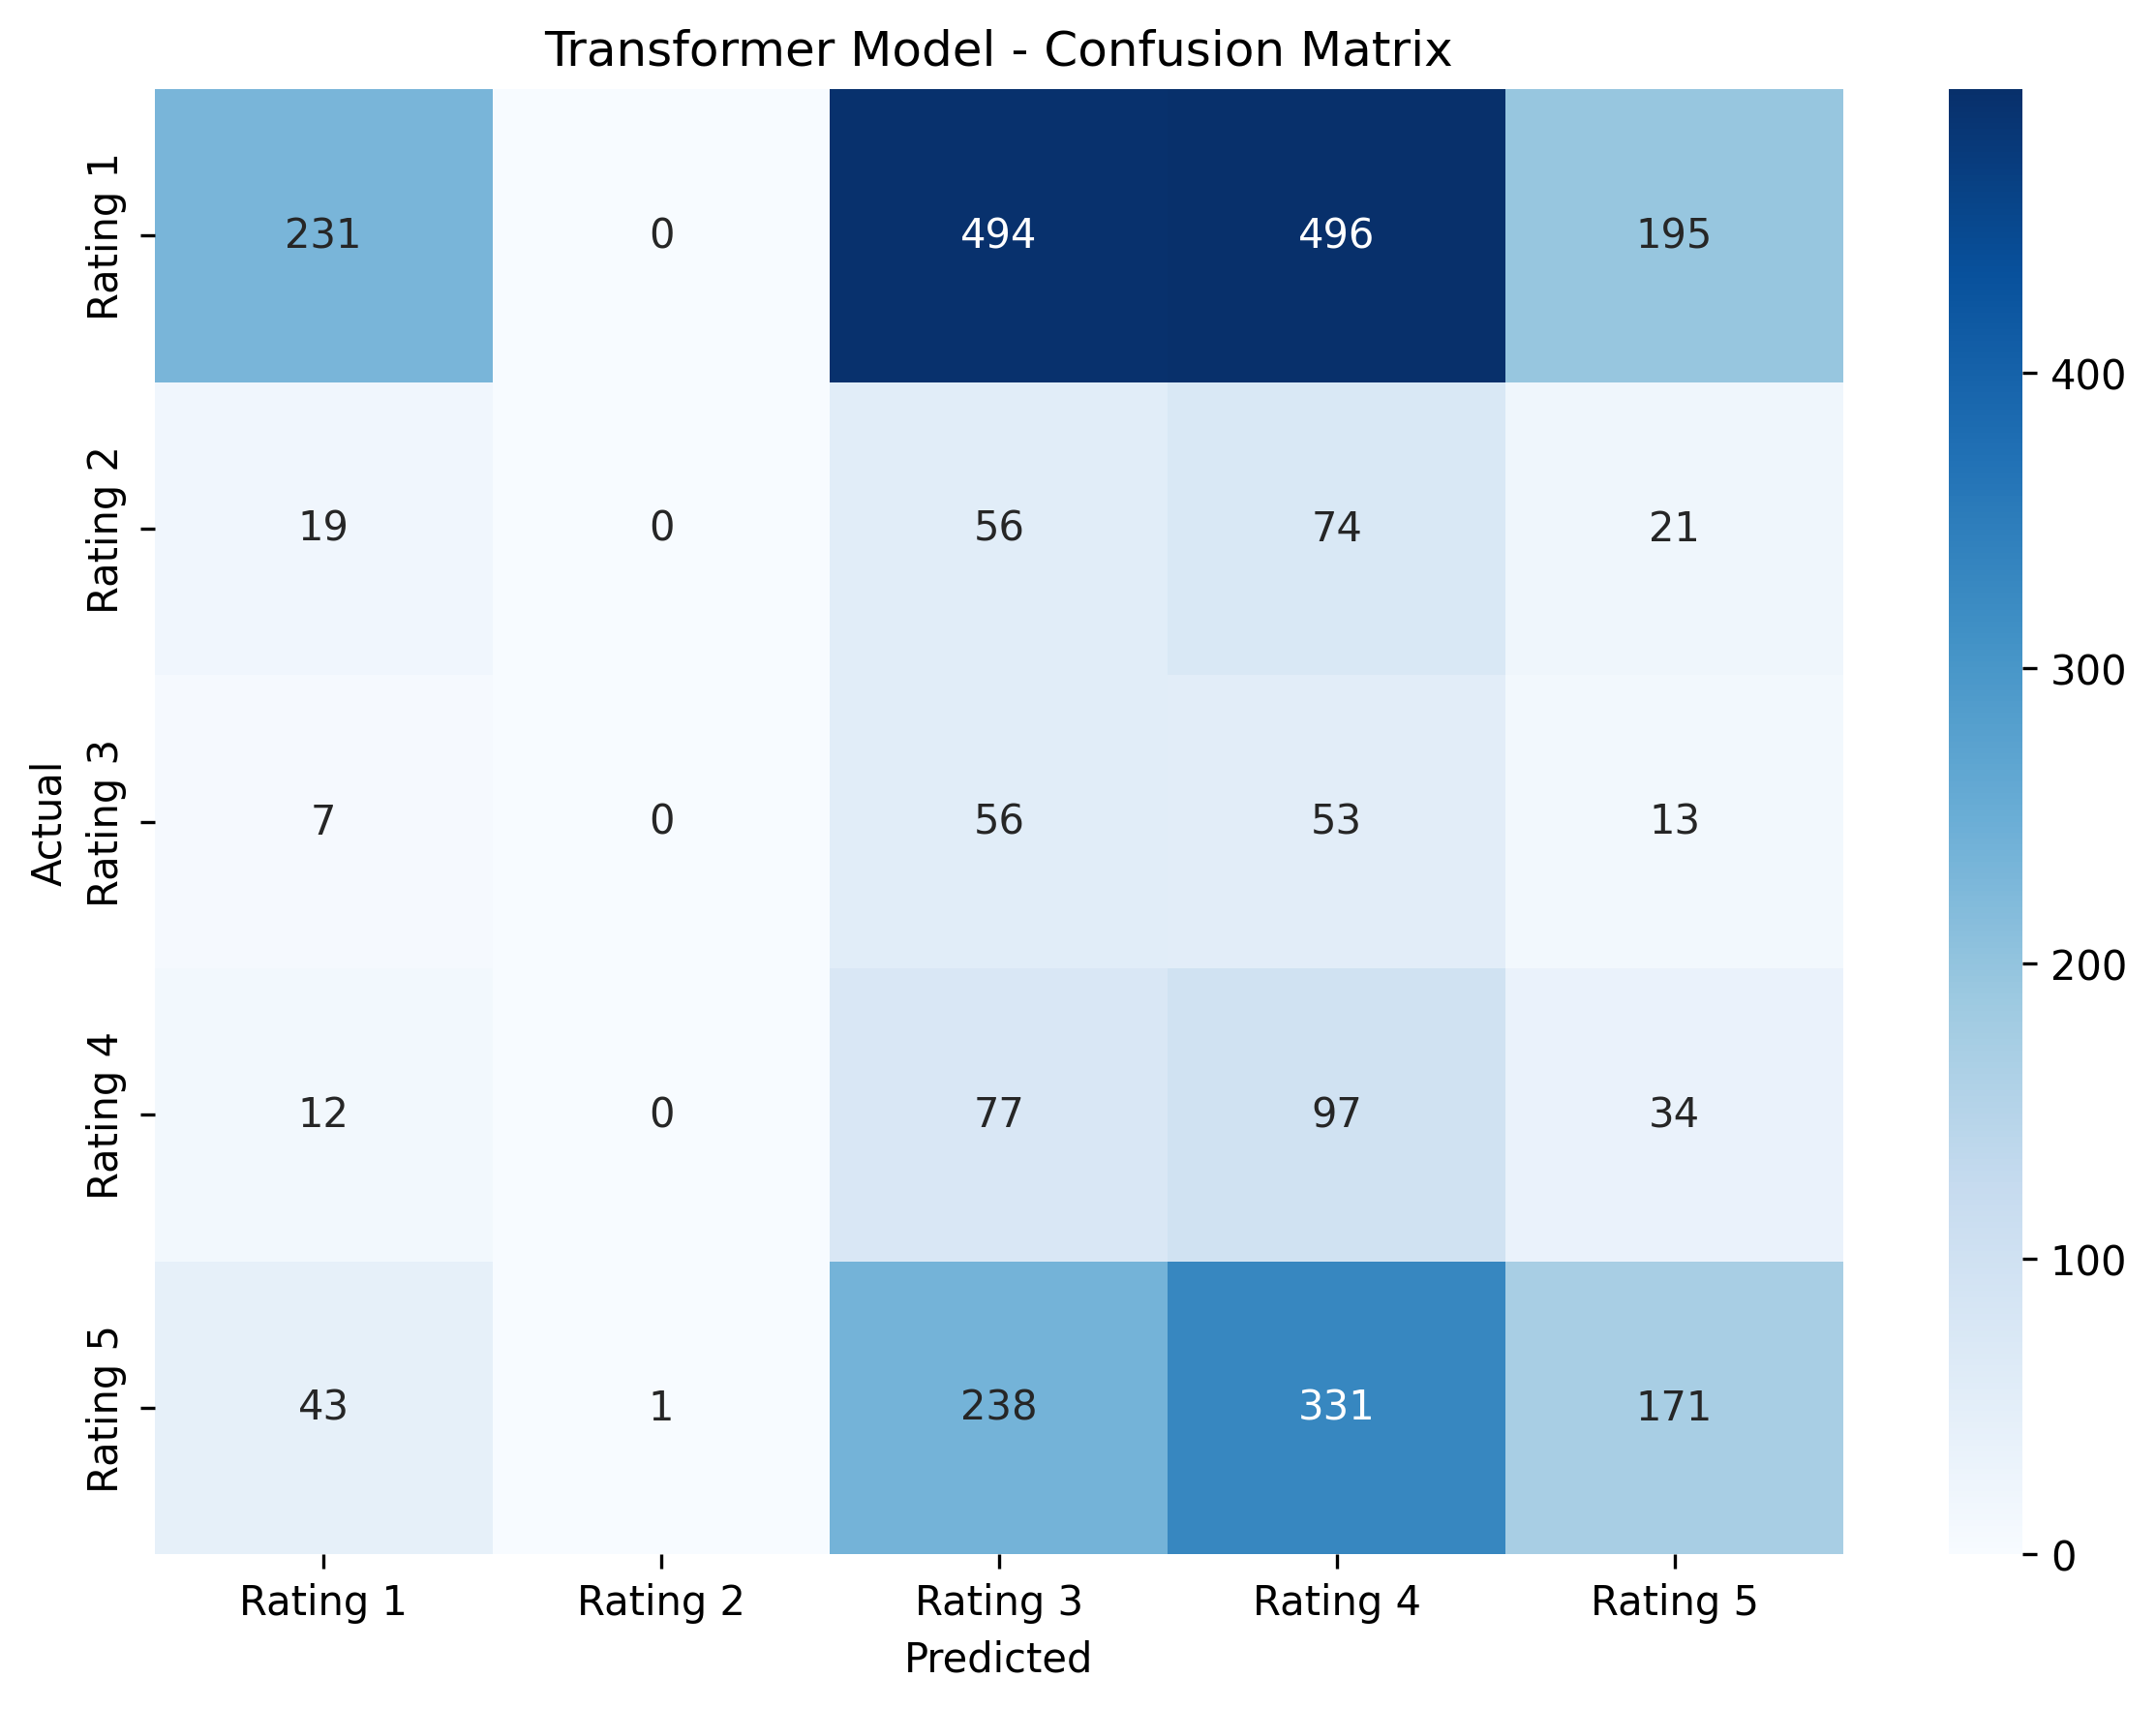 Transformer Model - Confusion Matrix
Actual
Rating 1
231 0 494 496 195
Rating 2
19 0 56 74 21
Rating 3
7 0 56 53 13
Rating 4
12 0 77 97 34
Rating 5
43 1 238 331 171
Rating 1 Rating 2 Rating 3 Rating 4 Rating 5
Predicted
400
300
200
100
0